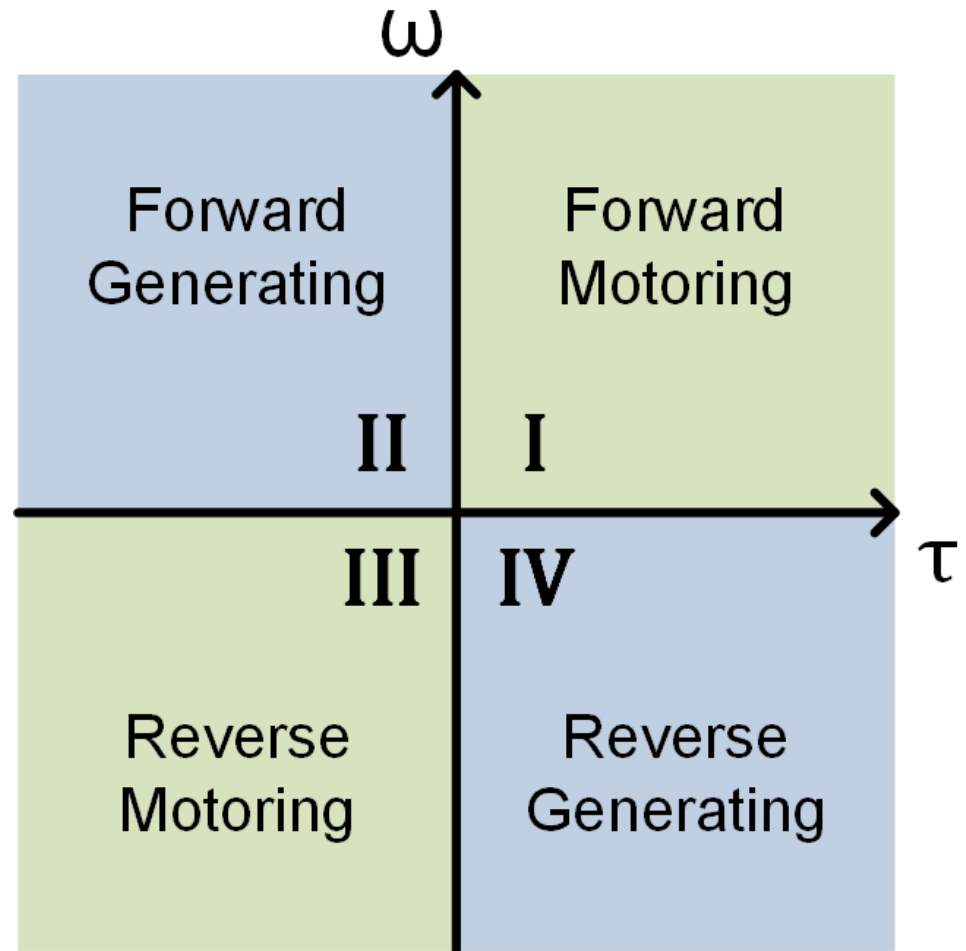 ω
Forward
Generating
Forward
Motoring
II
I
τ
III
IV
Reverse
Motoring
Reverse
Generating